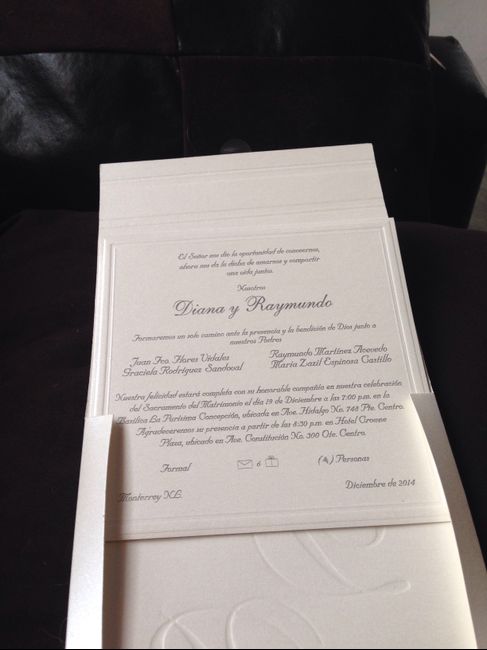 El Señor nos dio la oportunidad de conocernos,
ahora nos da la dicha de amarnos y compartir
una vida junto.
Nosotros
Diana y Raymundo
Formaremos un solo camino ante la presencia y la bendición de Dios junto a
nuestros Padres
Juan Fco. Flores Vidales
Graciela Rodríguez Sandoval
Raymundo Martínez Acevedo
María Zazil Espinosa Castillo
Nuestra felicidad estará completa con su honorable compañía en nuestra celebración
del Sacramento del Matrimonio el día 19 de Diciembre a las 7:00 p.m. en la
Basílica La Purísima Concepción, ubicada en Ave. Hidalgo No. 748 Pte. Centro.
Agradeceremos su presencia a partir de las 8:30 p.m. en Hotel Crowne
Plaza, ubicado en Ave. Constitución No. 300 Ote. Centro.
Formal
ó
(4) Personas
Monterrey N.L.
Diciembre de 2014